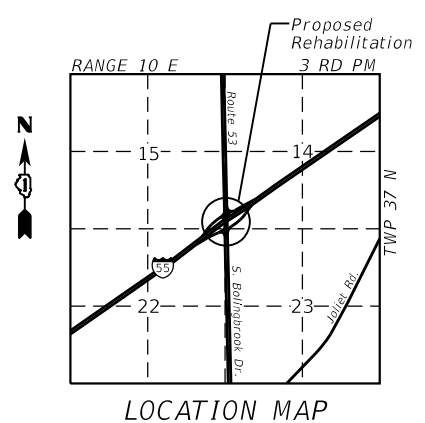 Proposed
Rehabilitation
RANGE 10 E
3 RD PM
N
1
Route 53
15
14
TWP 37 N
55
S. Bolingbrook Dr.
Joliet Rd.
22
23
LOCATION MAP